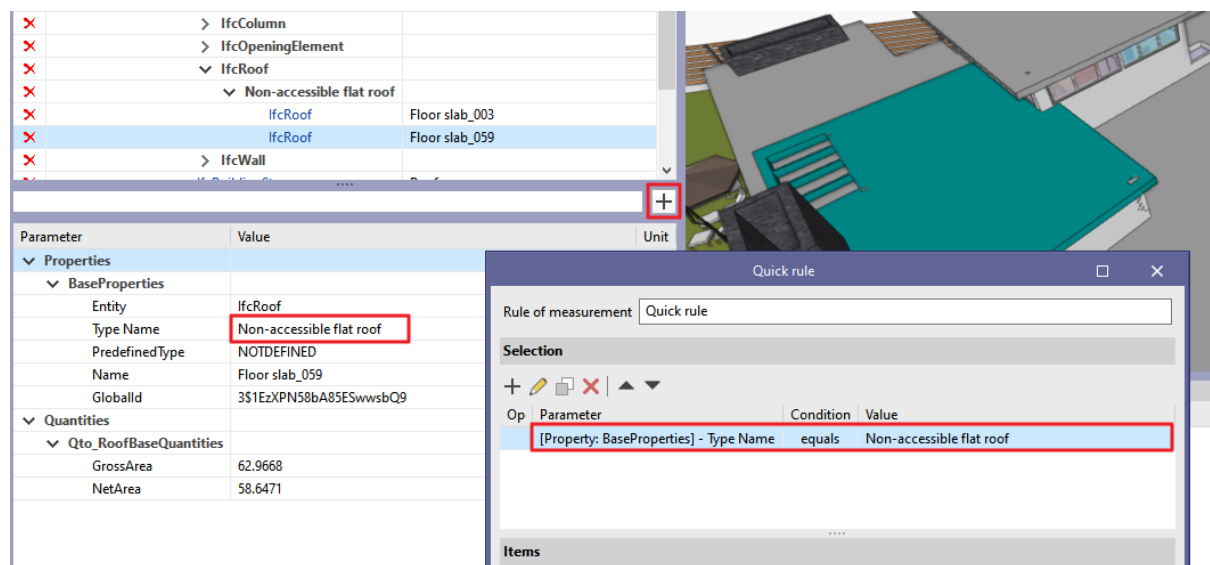 IfcColumn
IfcOpeningElement
IfcRoof
Non-accessible flat roof
IfcRoof Floor slab_003
IfcRoof Floor slab_059
IfcWall
Parameter Value Unit
Properties
BaseProperties
Entity IfcRoof
Type Name Non-accessible flat roof
PredefinedType NOTDEFINED
Name Floor slab_059
GlobalId 3$1EzXPN58bA85ESwwsbQ9
Quantities
Qto_RoofBaseQuantities
GrossArea 62.9668
NetArea 58.6471
Quick rule
Rule of measurement Quick rule
Selection
Op Parameter Condition Value
[Property: BaseProperties] - Type Name equals Non-accessible flat roof
Items